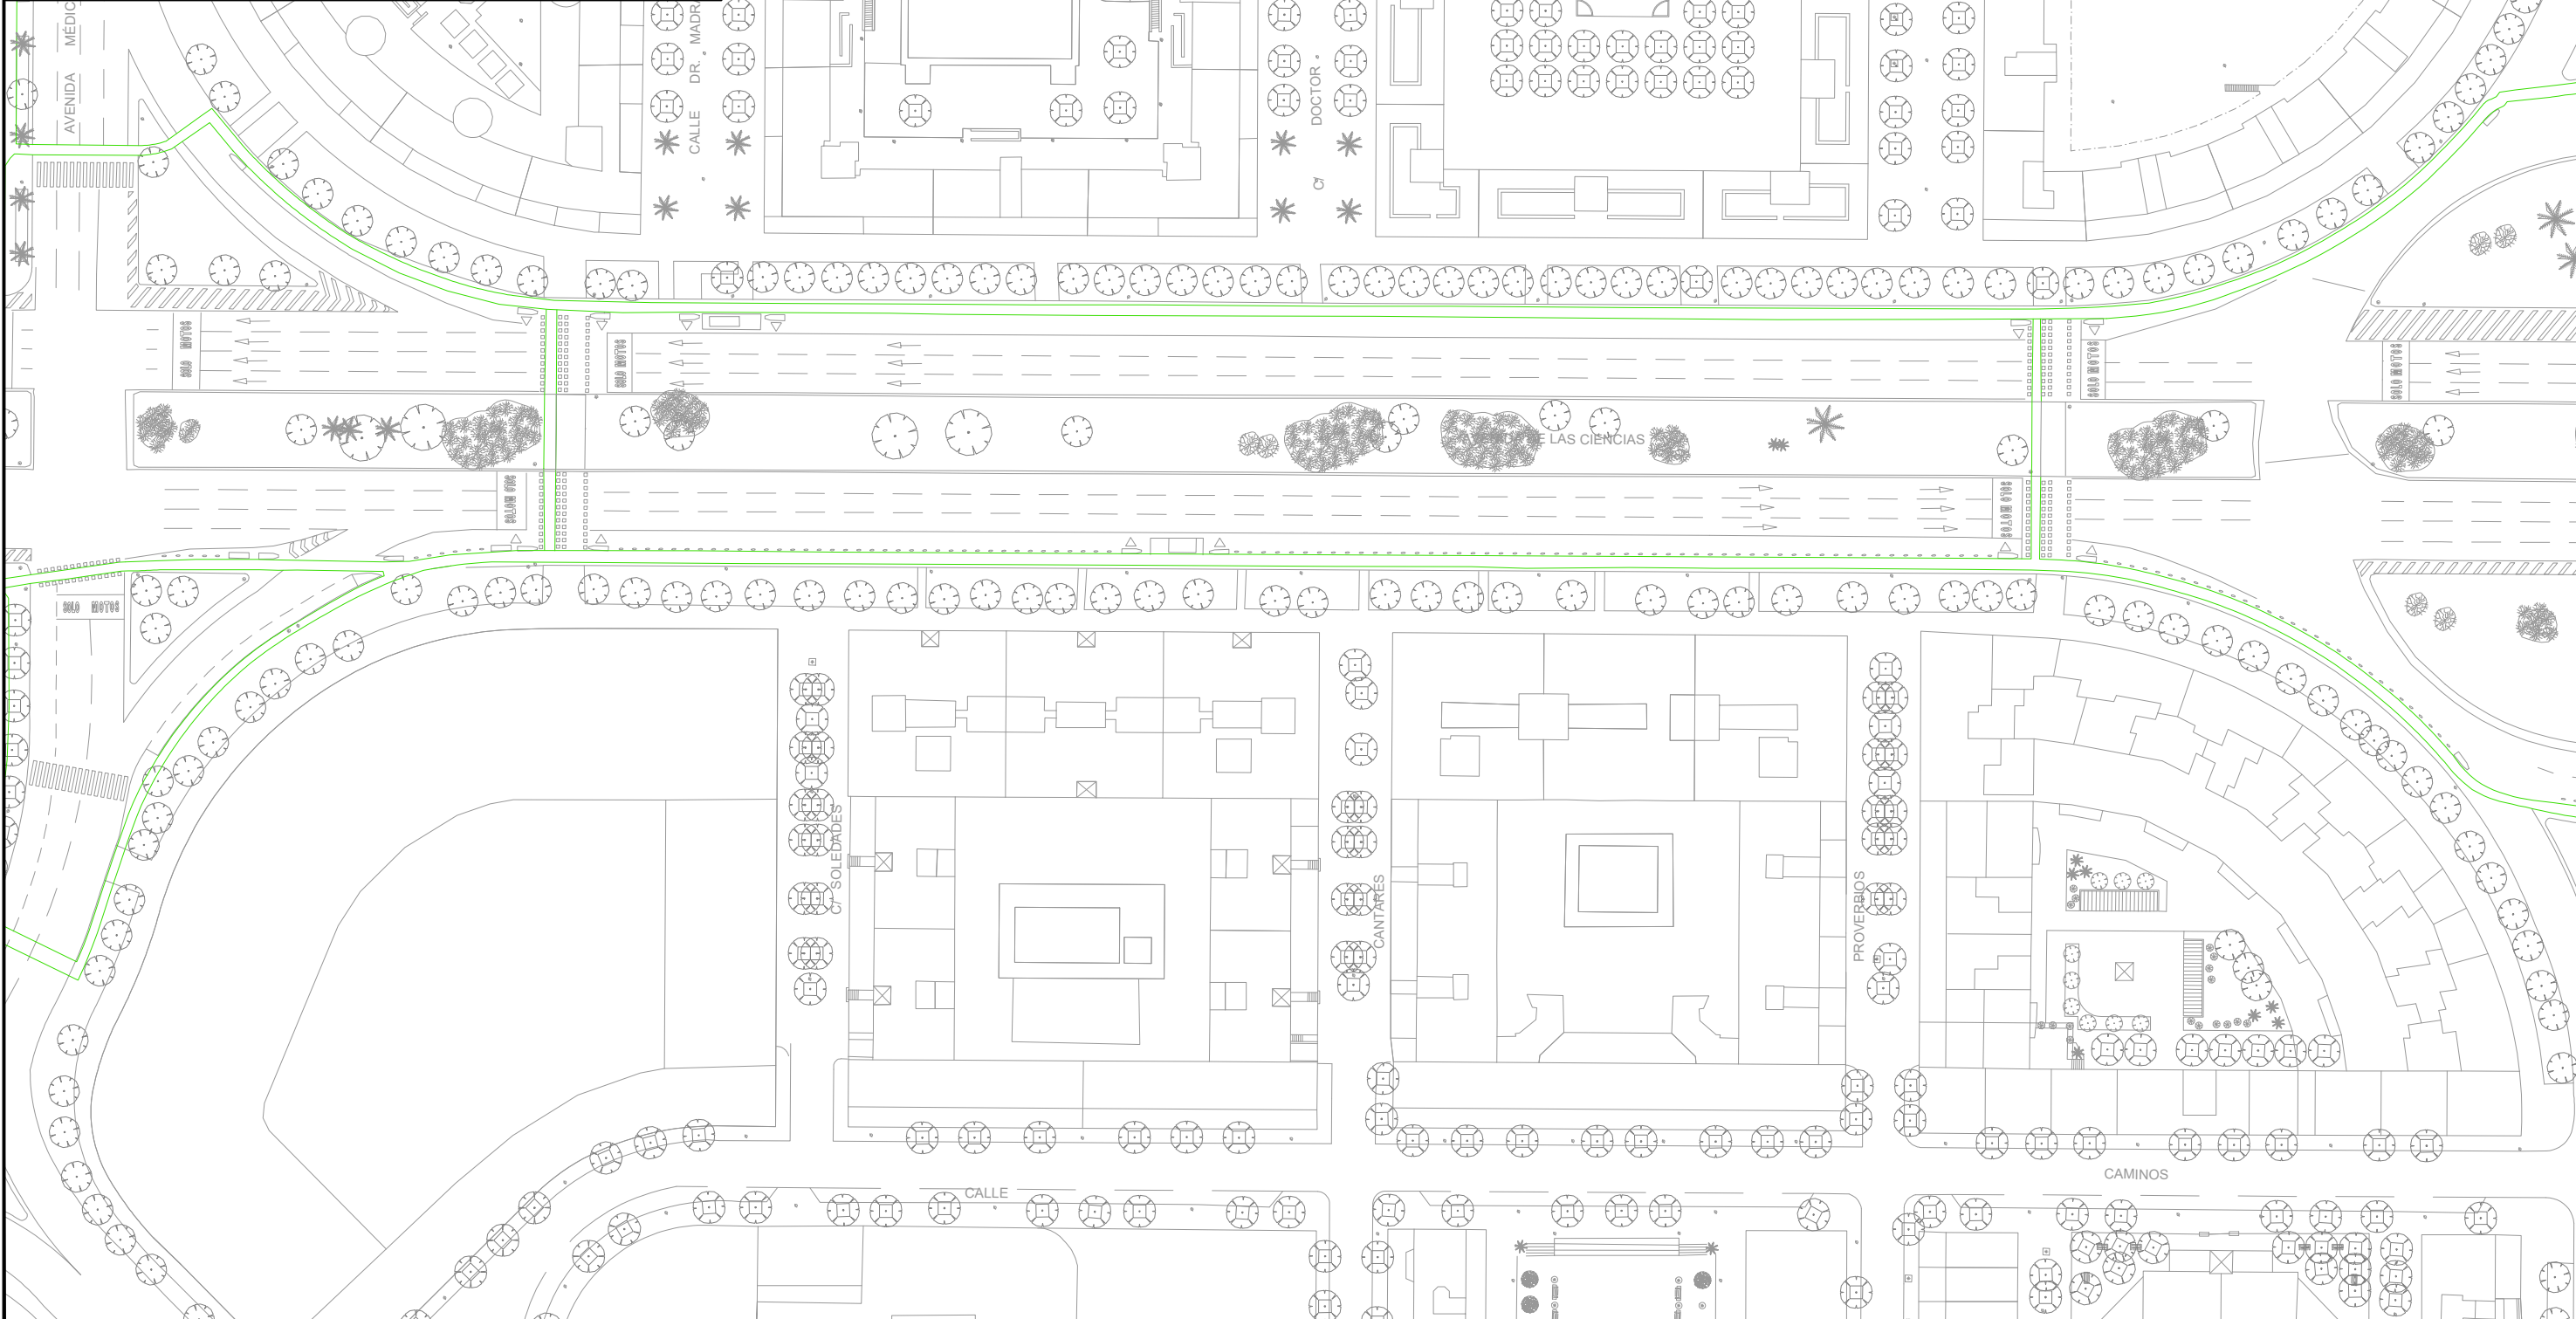 AVENIDA MÉDIC
CALLE DR. MADRA
DOCTOR
C/
SOLO MOTOS
SOLO MOTOS
SOLO MOTOS
SOLO MOTOS
DE LAS CIENCIAS
SOLO MOTOS
SOLO MOTOS
C/ SOLEDADES
CANTARES
PROVERBIOS
CALLE
CAMINOS